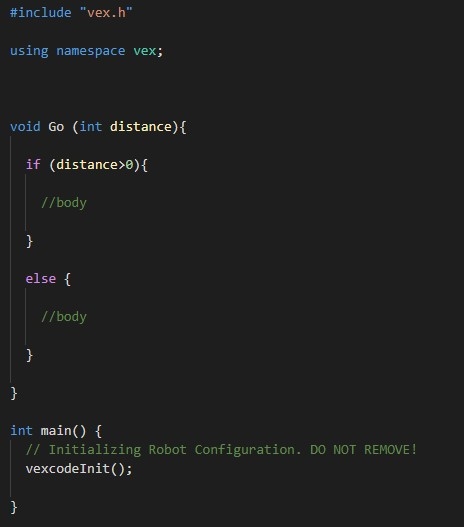 #include "vex.h"
using namespace vex;
void Go (int distance){
if (distance>0){
//body
}
else {
//body
}
}
int main() {
// Initializing Robot Configuration. DO NOT REMOVE!
vexcodeInit();
}